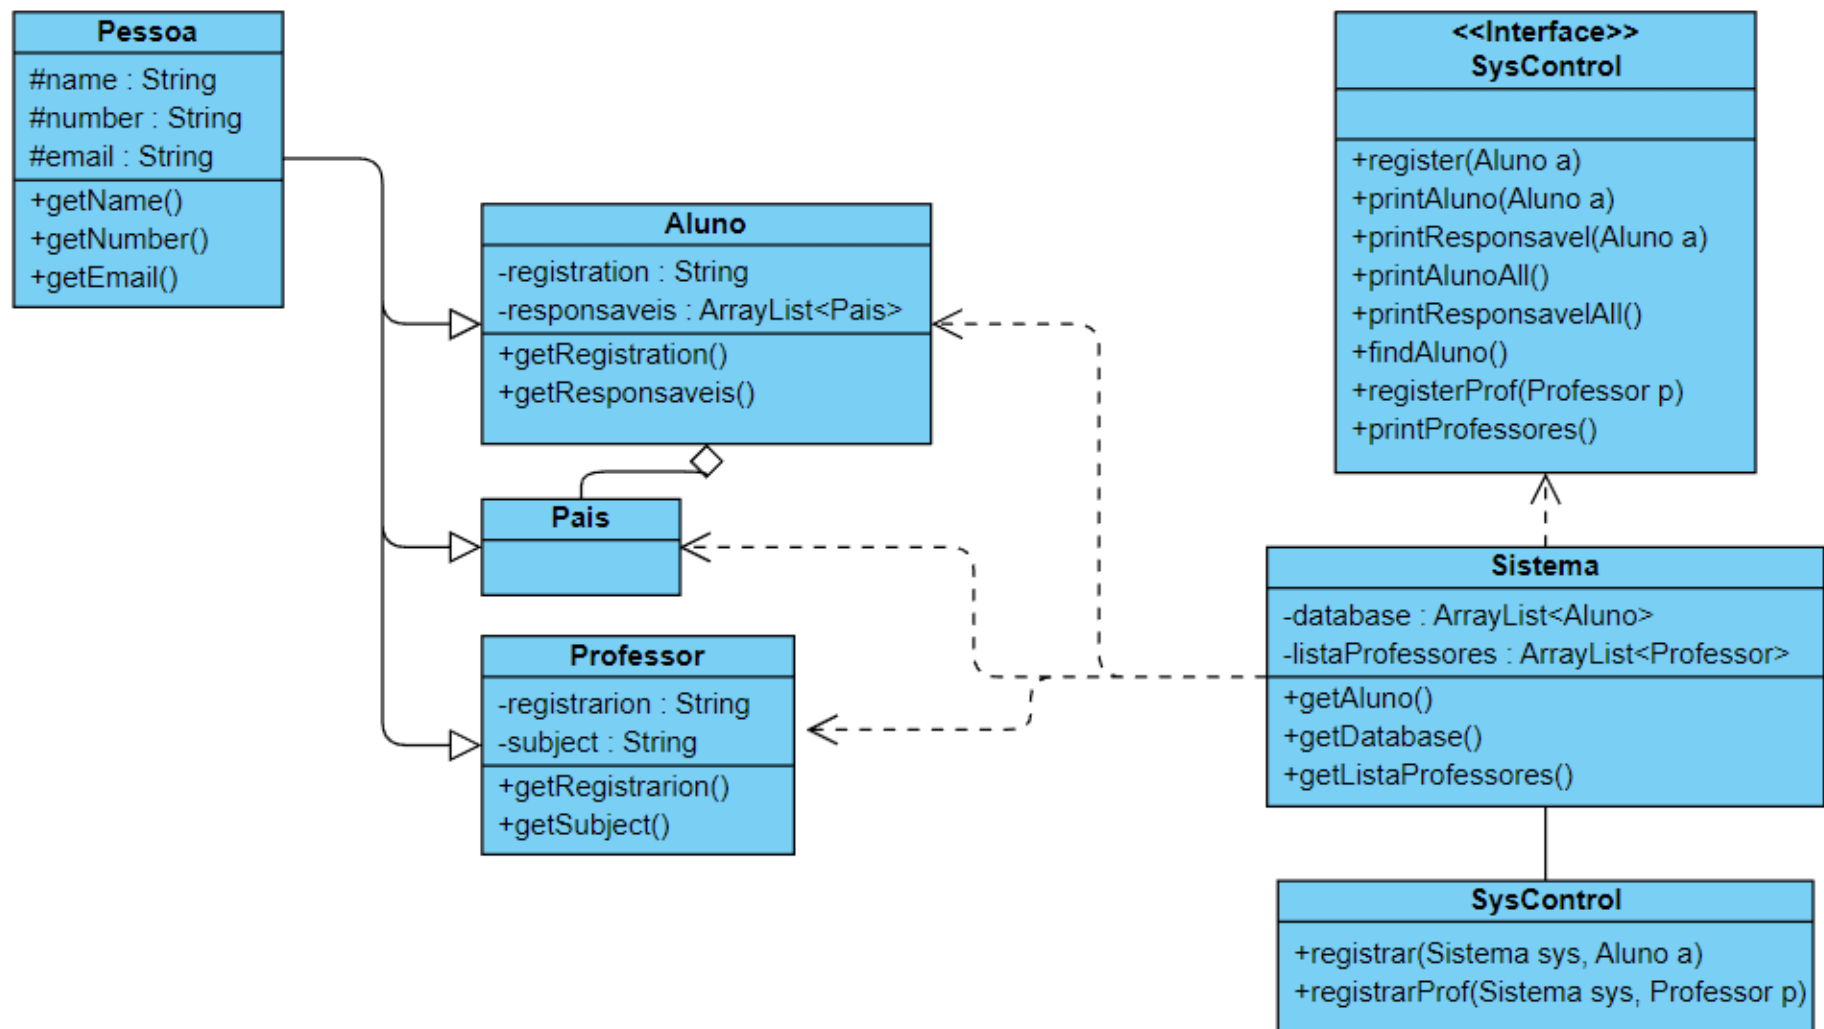 Pessoa
#name : String
#number : String
#email : String
+getName()
+getNumber()
+getEmail()
Aluno
-registration : String
-responsaveis : ArrayList<Pais>
+getRegistration()
+getResponsaveis()
Pais
Professor
-registrarion : String
-subject : String
+getRegistrarion()
+getSubject()
<<Interface>>
SysControl
+register(Aluno a)
+printAluno(Aluno a)
+printResponsavel(Aluno a)
+printAlunoAll()
+printResponsavelAll()
+findAluno()
+registerProf(Professor p)
+printProfessores()
Sistema
-database : ArrayList<Aluno>
-listaProfessores : ArrayList<Professor>
+getAluno()
+getDatabase()
+getListaProfessores()
SysControl
+registrar(Sistema sys, Aluno a)
+registrarProf(Sistema sys, Professor p)